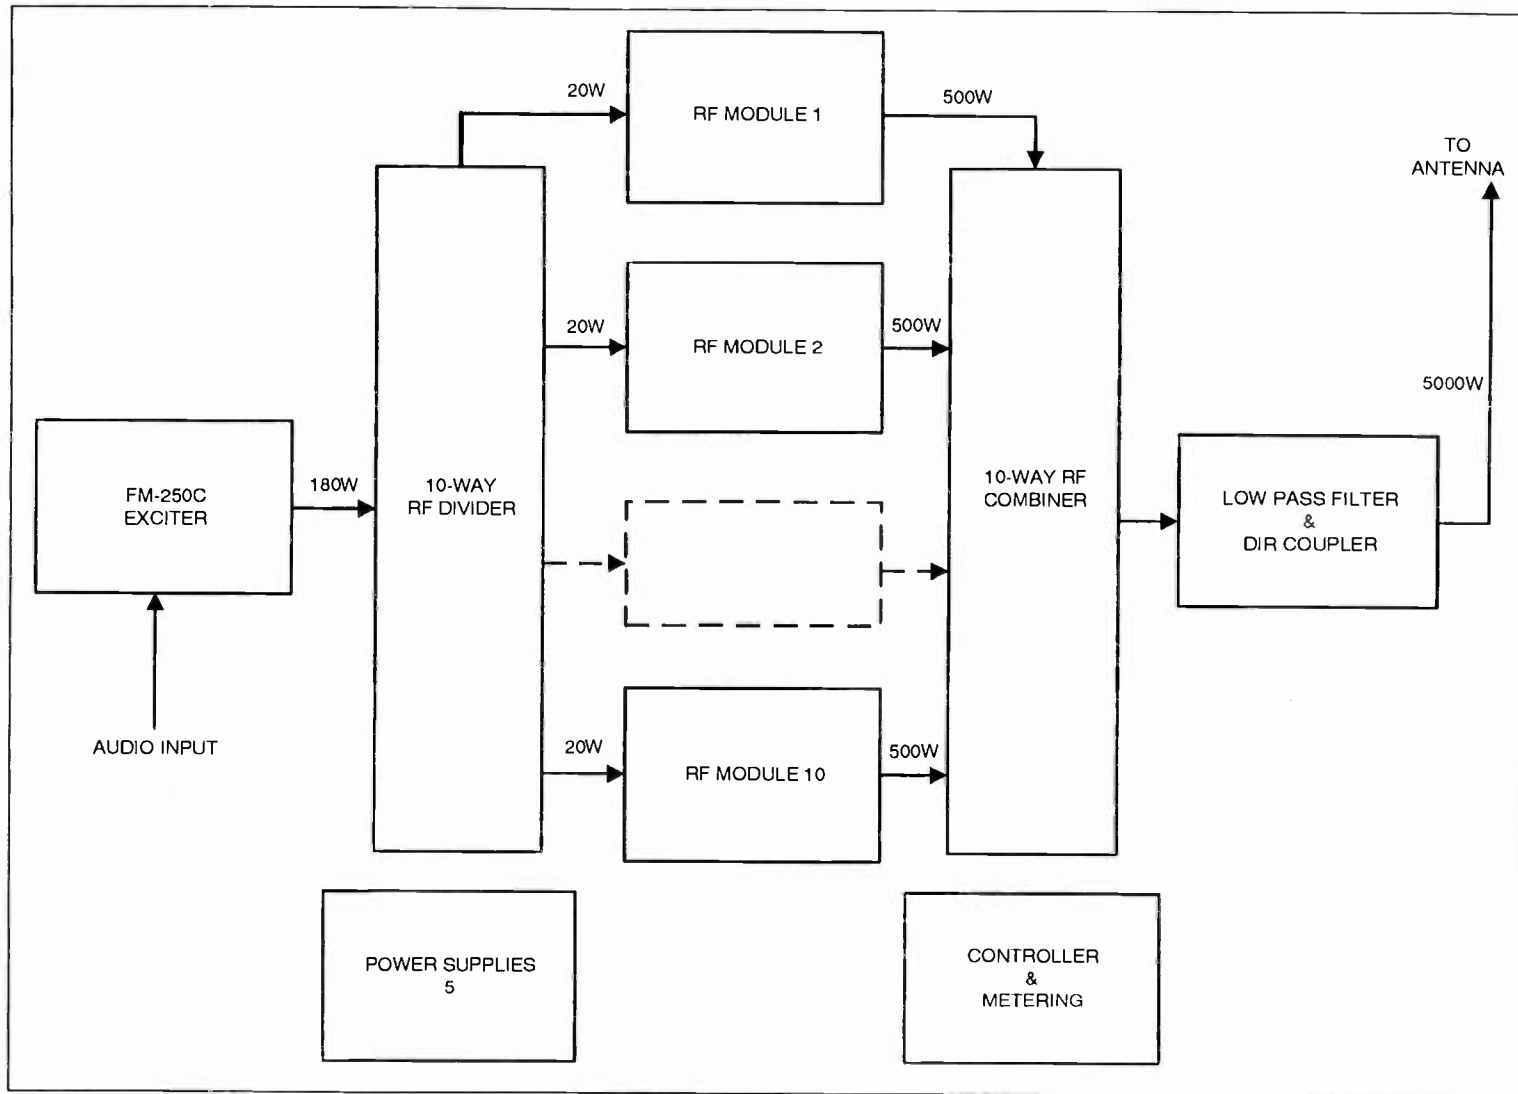 20W
RF MODULE 1
500W
TO
ANTENNA
20W
RF MODULE 2
500W
5000W
FM-250C
EXCITER
180W
10-WAY
RF DIVIDER
10-WAY RF
COMBINER
LOW PASS FILTER
&
DIR COUPLER
AUDIO INPUT
20W
RF MODULE 10
500W
POWER SUPPLIES
5
CONTROLLER
&
METERING